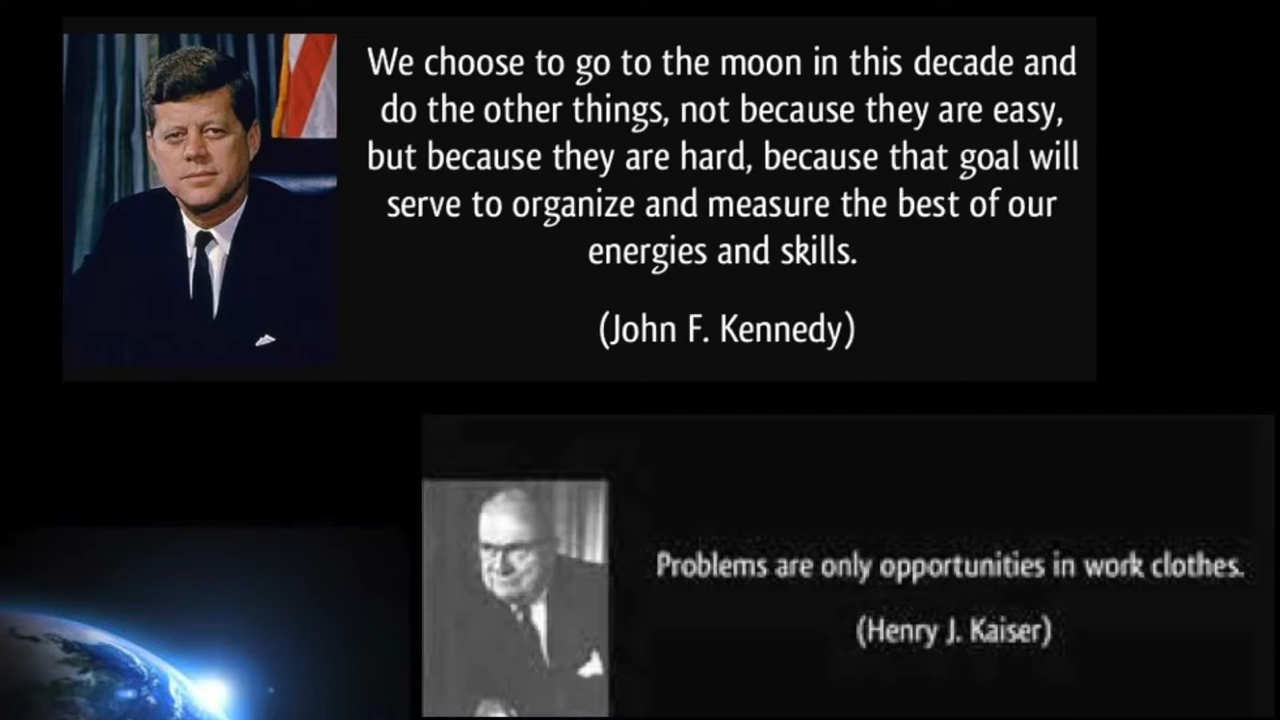 We choose to go to the moon in this decade and
do the other things, not because they are easy,
but because they are hard, because that goal will
serve to organize and measure the best of our
energies and skills.
(John F. Kennedy)
Problems are only opportunities in work clothes.
(Henry J. Kaiser)